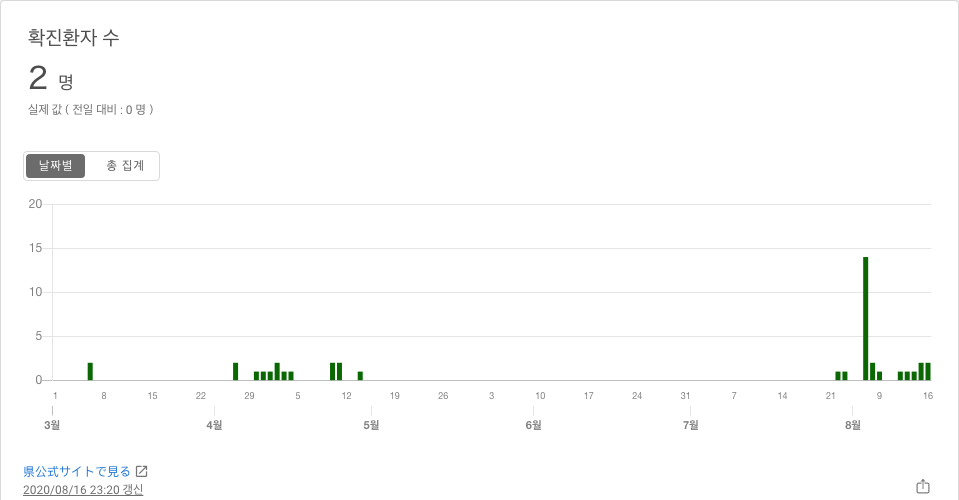 확진환자 수
2 명
실제 값 ( 전일 대비 : 0 명 )
날짜별 총 집계
20
15
10
5
0
1 8 15 22 29 5 12 19 26 3 10 17 24 31 7 14 21 9 16
3월 4월 5월 6월 7월 8월
県公式サイトで見る
2020/08/16 23:20 갱신